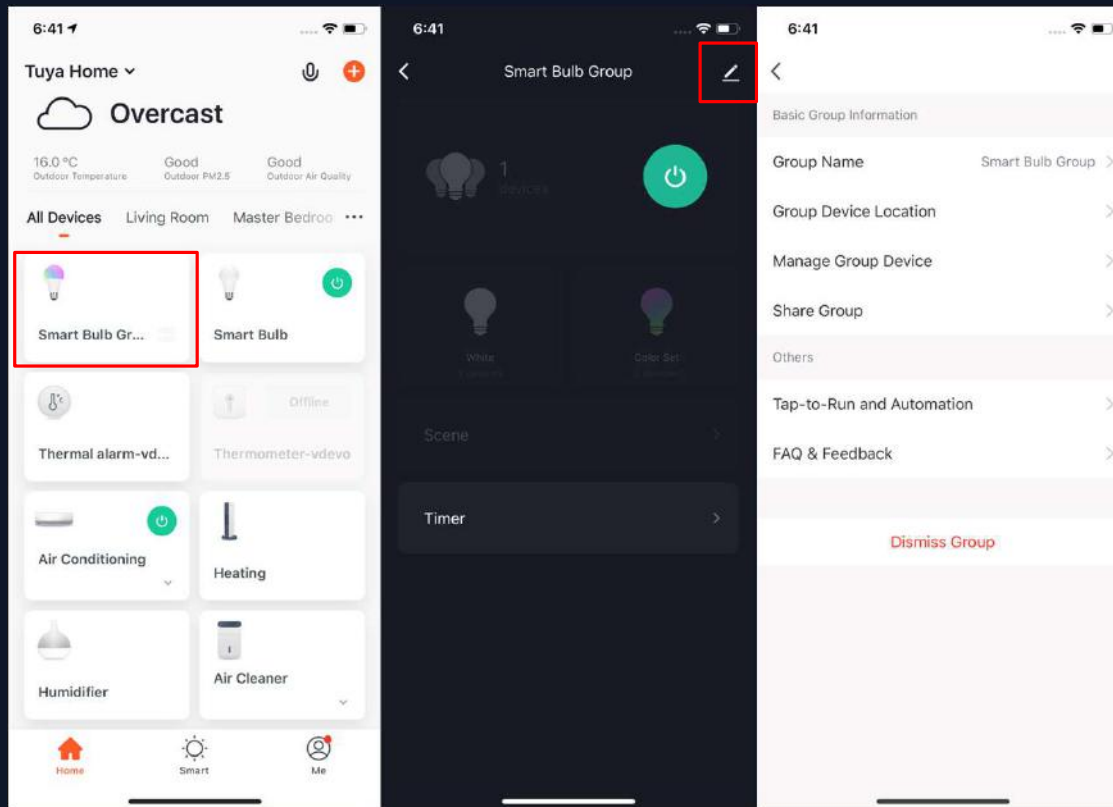 6:41
Tuya Home
Overcast
16.0 °C Good Good
Outdoor Temperature Outdoor PM2.5 Outdoor Air Quality
All Devices Living Room Master Bedroo ...
Smart Bulb Gr... Smart Bulb
Offline
Thermal alarm-vd... Thermometer-vdevo
Air Conditioning
Heating
Humidifier
Air Cleaner
Home Smart Me
6:41
Smart Bulb Group
1
devices
White Color Set
Scene
Timer
6:41
Basic Group Information
Group Name Smart Bulb Group
Group Device Location
Manage Group Device
Share Group
Others
Tap-to-Run and Automation
FAQ & Feedback
Dismiss Group